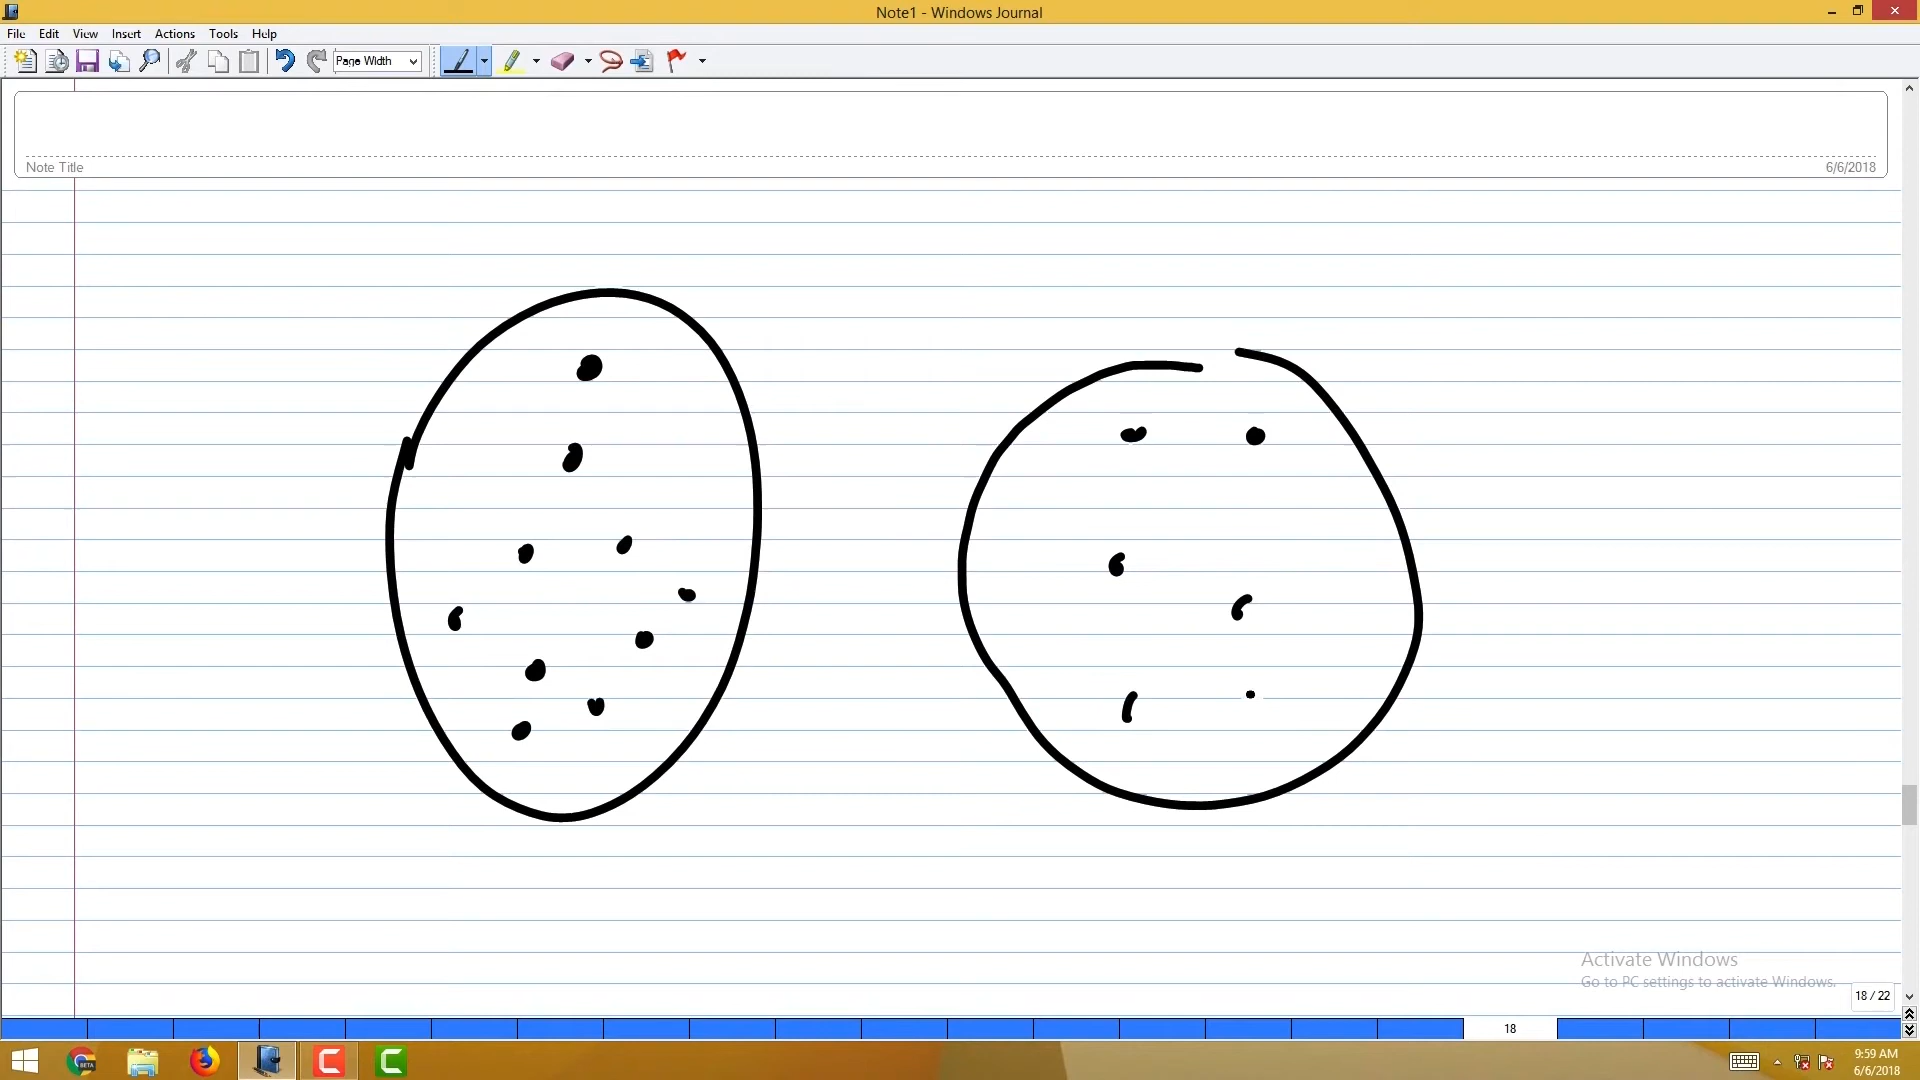 Note1 - Windows Journal
File Edit View Insert Actions Tools Help
Page Width
Note Title
6/6/2018
Activate Windows
Go to PC settings to activate Windows.
18 / 22
18
BETA
9:59 AM
6/6/2018